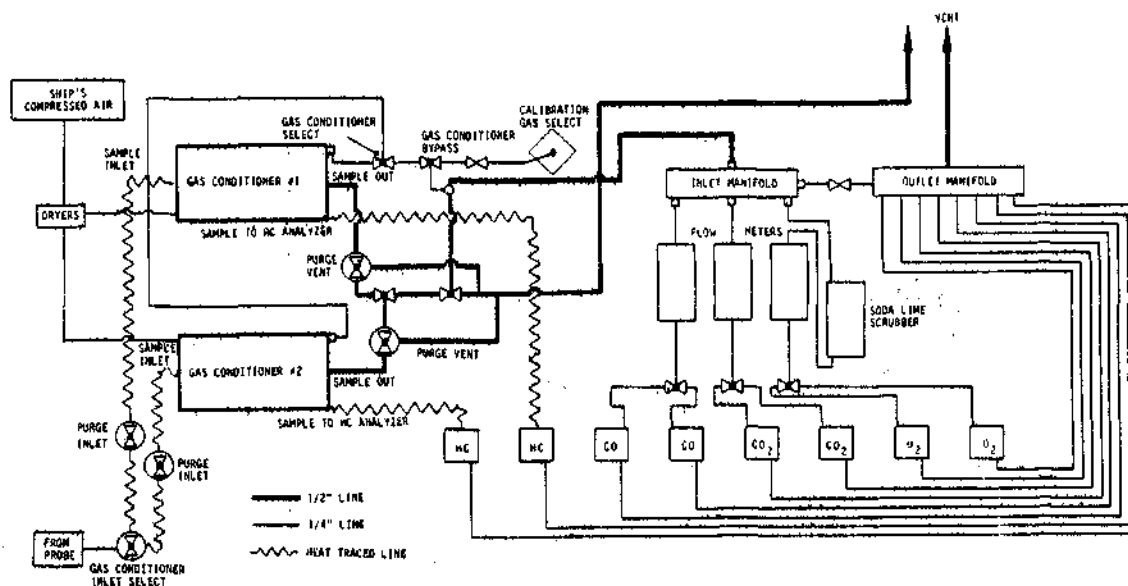 VENT
SHIP'S
COMPRESSED AIR
GAS CONDITIONER
SELECT
CALIBRATION
GAS SELECT
GAS CONDITIONER
BYPASS
SAMPLE
INLET
GAS CONDITIONER #1
SAMPLE OUT
INLET MANIFOLD
OUTLET MANIFOLD
DRYERS
SAMPLE TO HC ANALYZER
FLOW
METERS
PURGE
VENT
SODA LIME
SCRUBBER
SAMPLE
INLET
GAS CONDITIONER #2
PURGE VENT
SAMPLE OUT
SAMPLE TO HC ANALYZER
PURGE
INLET
PURGE
INLET
HC
HC
CO
CO
CO2
CO2
O2
O2
1/2" LINE
1/4" LINE
HEAT TRACED LINE
FROM
PROBE
GAS CONDITIONER
INLET SELECT